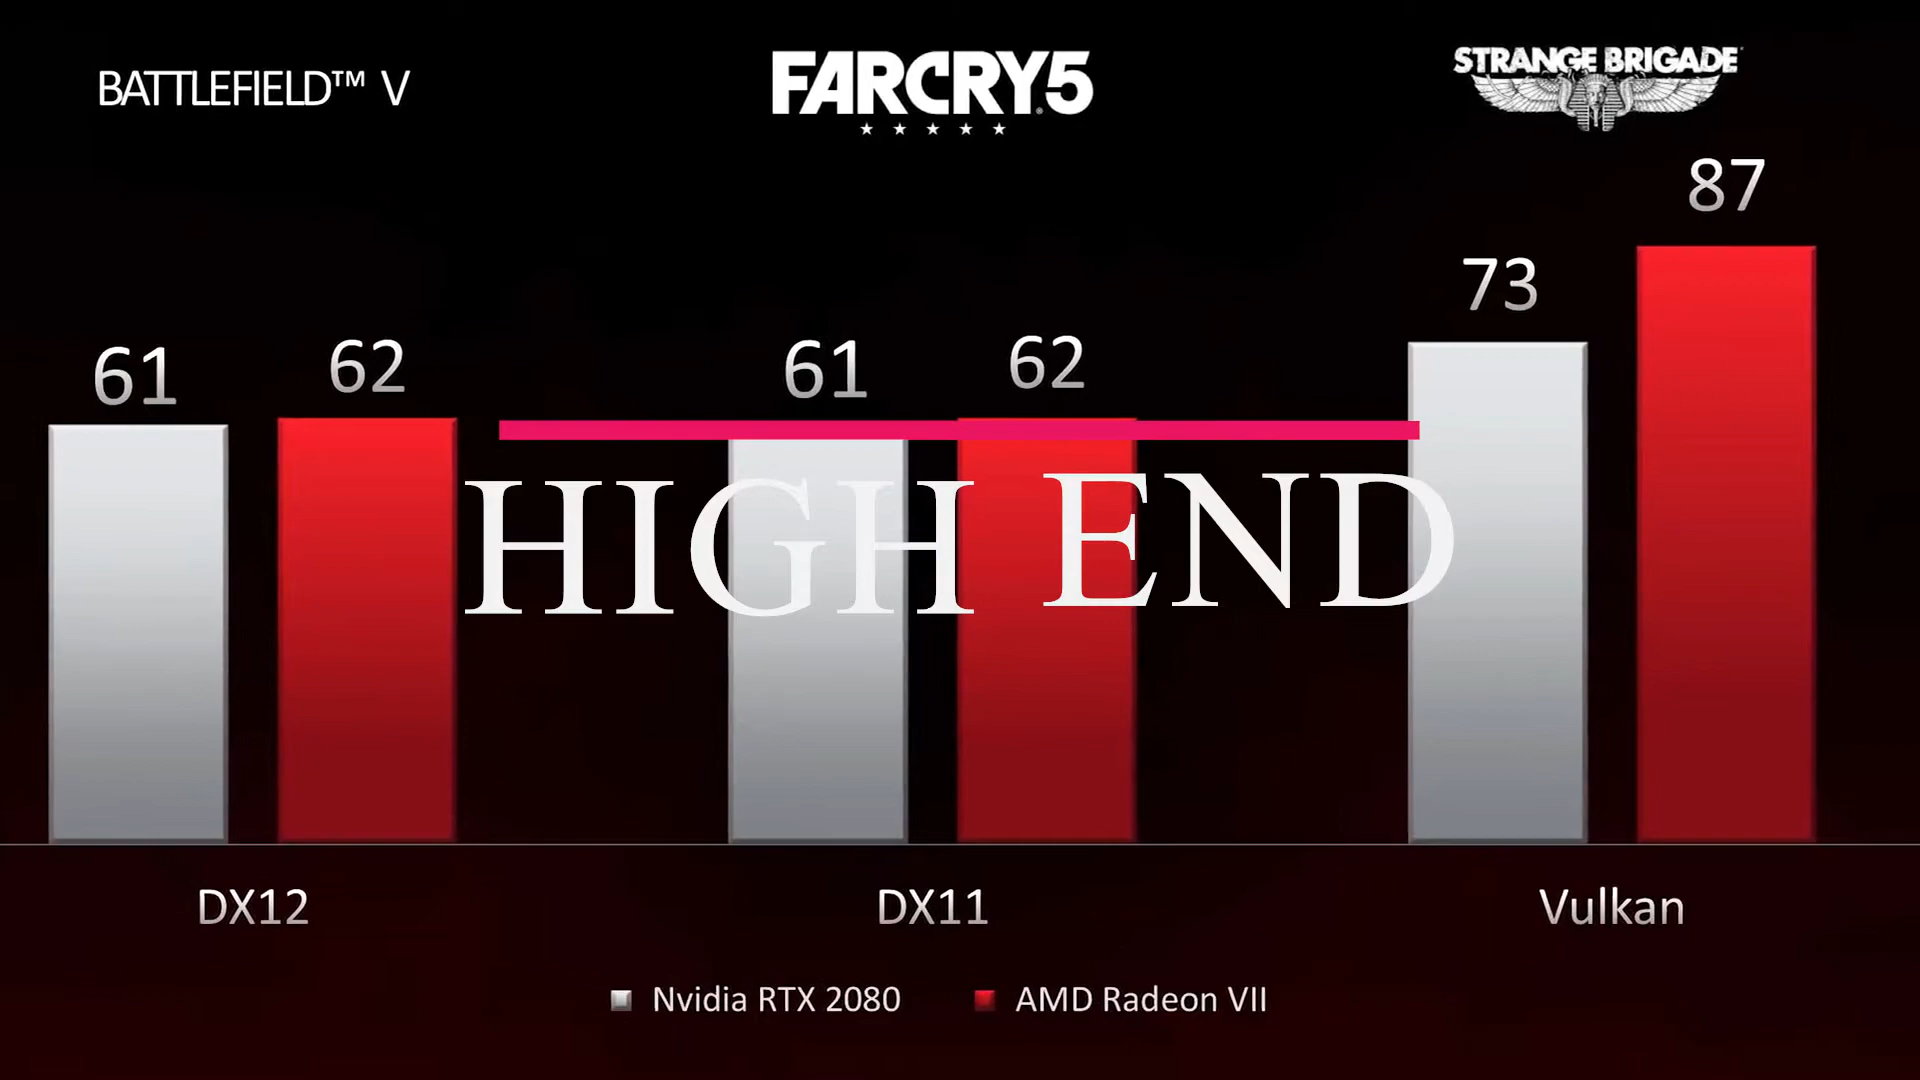 BATTLEFIELD™ V
FARCRY5
STRANGE BRIGADE
61
62
61
62
73
87
HIGH END
DX12
DX11
Vulkan
Nvidia RTX 2080
AMD Radeon VII